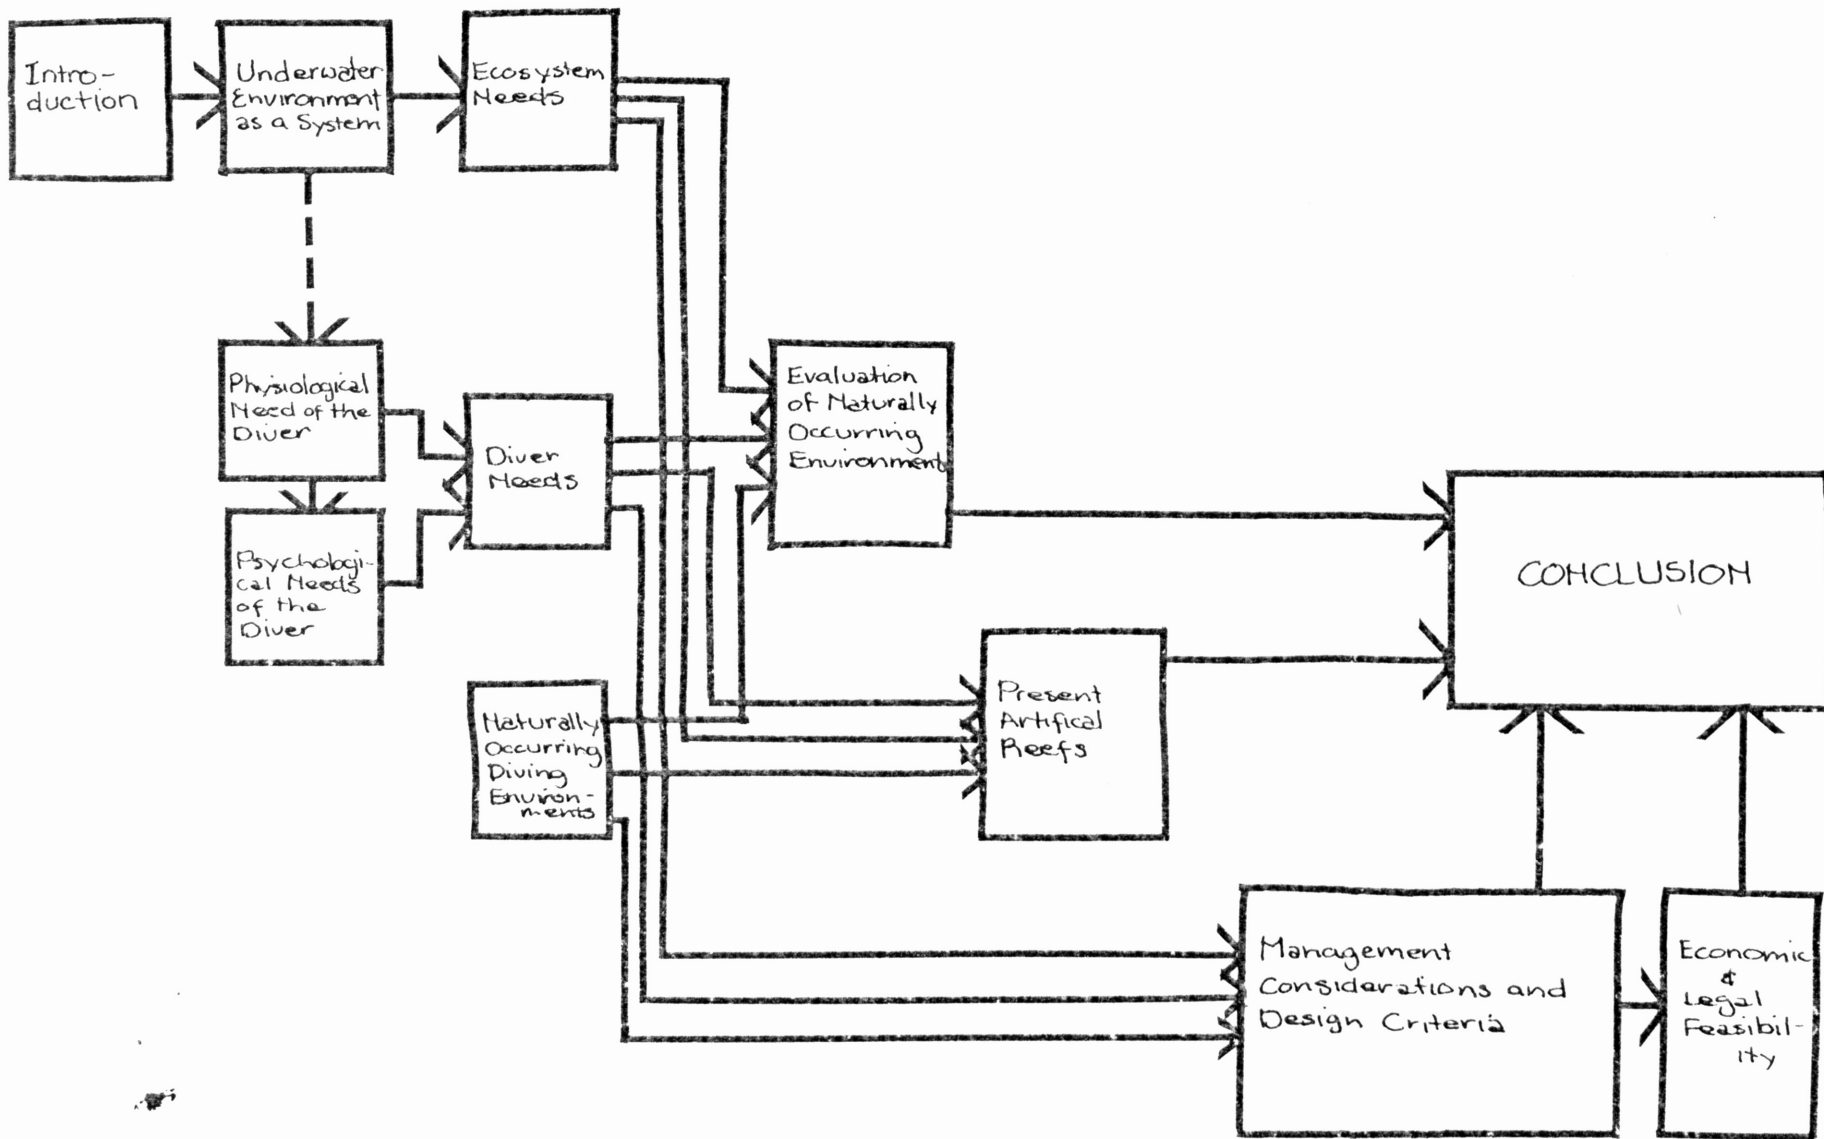 Intro-
duction
Underwater
Environment
as a System
Ecosystem
Needs
Physiological
Need of the
Diver
Psychologi-
cal Needs
of the
Diver
Diver
Needs
Naturally
Occurring
Diving
Environ-
ments
Evaluation
of Naturally
Occurring
Environment
Present
Artifical
Reefs
Management
Considerations and
Design Criteria
Economic
&
Legal
Feasibil-
ity
CONCLUSION